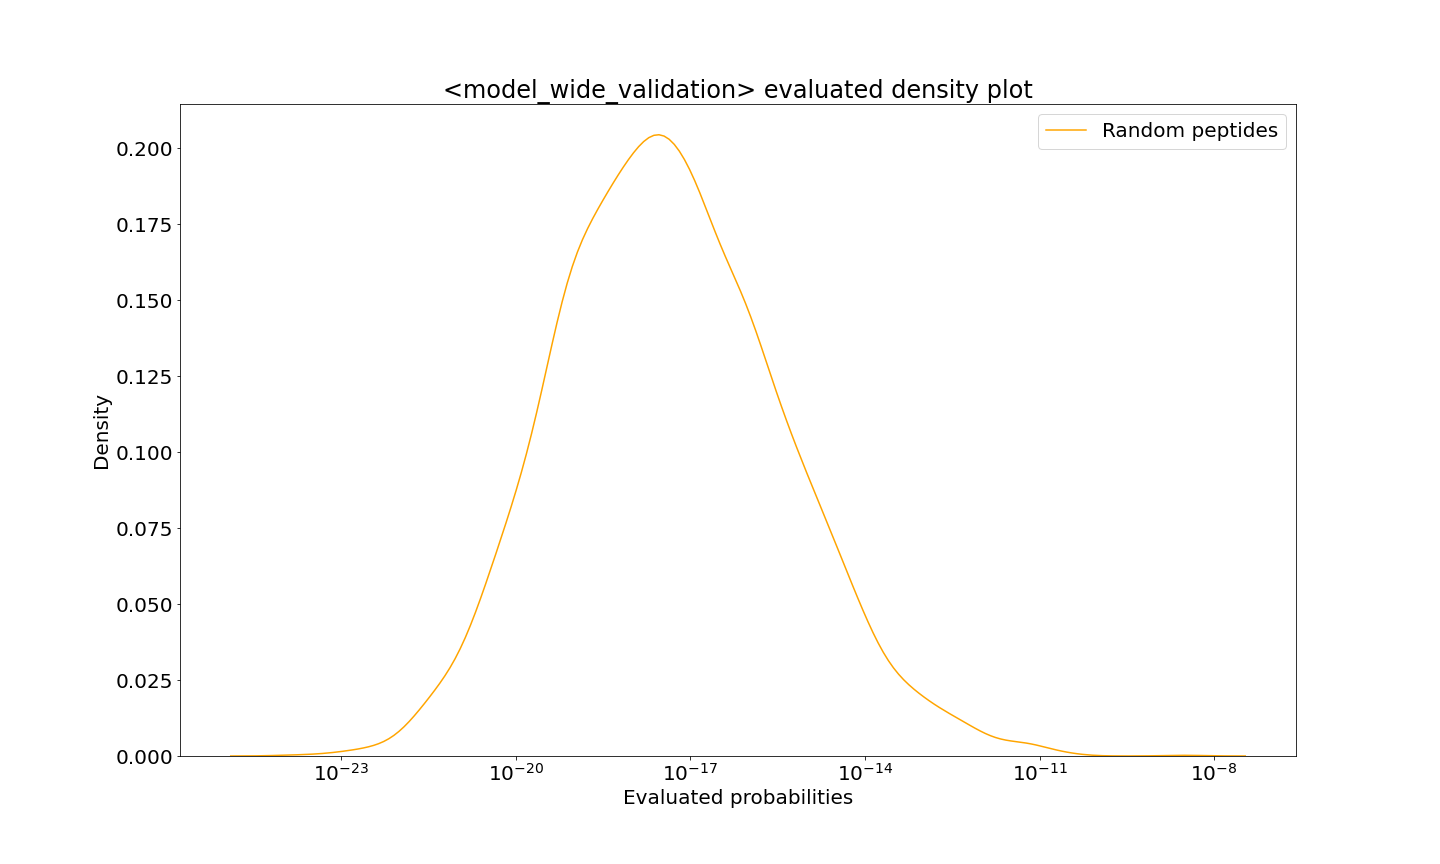 <model_wide_validation> evaluated density plot
Random peptides
0.200
0.175
0.150
0.125
0.100
0.075
0.050
0.025
0.000
Density
10⁻²³ 10⁻²⁰ 10⁻¹⁷ 10⁻¹⁴ 10⁻¹¹ 10⁻⁸
Evaluated probabilities